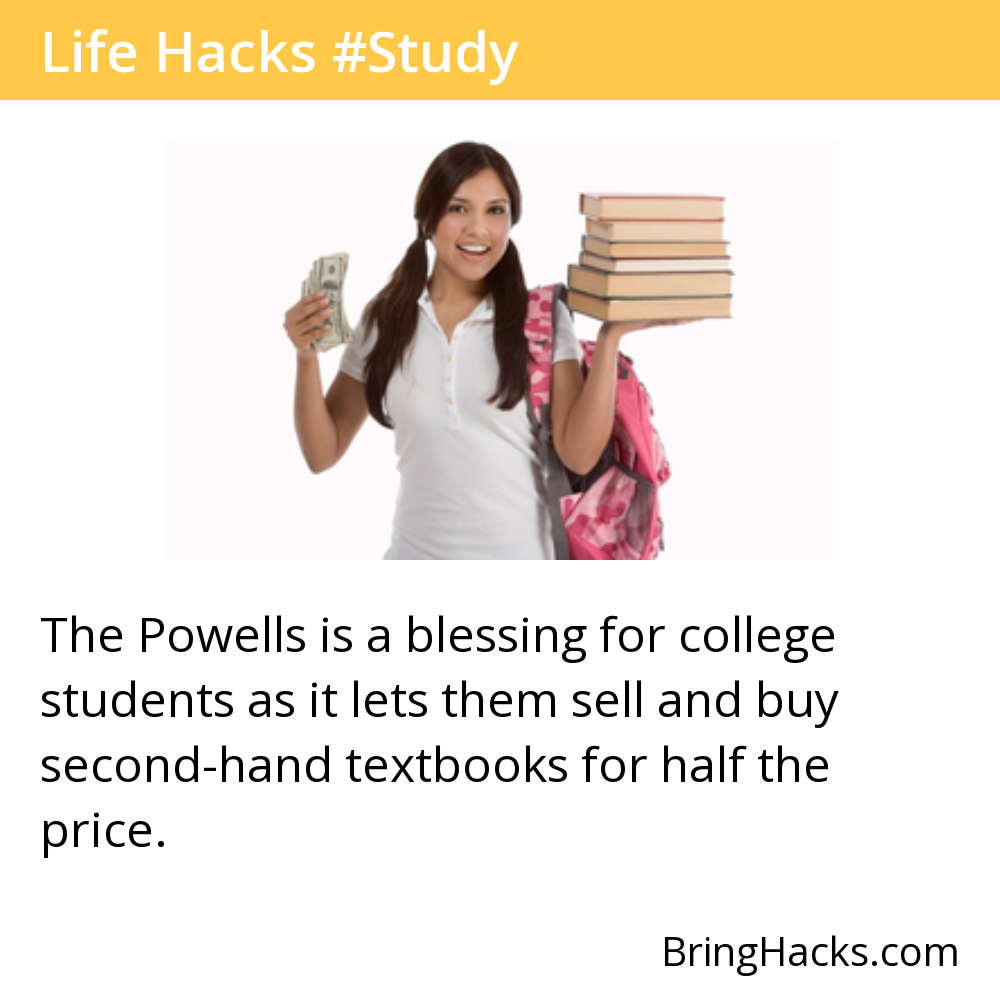 Life Hacks #Study
The Powells is a blessing for college
students as it lets them sell and buy
second-hand textbooks for half the
price.
BringHacks.com